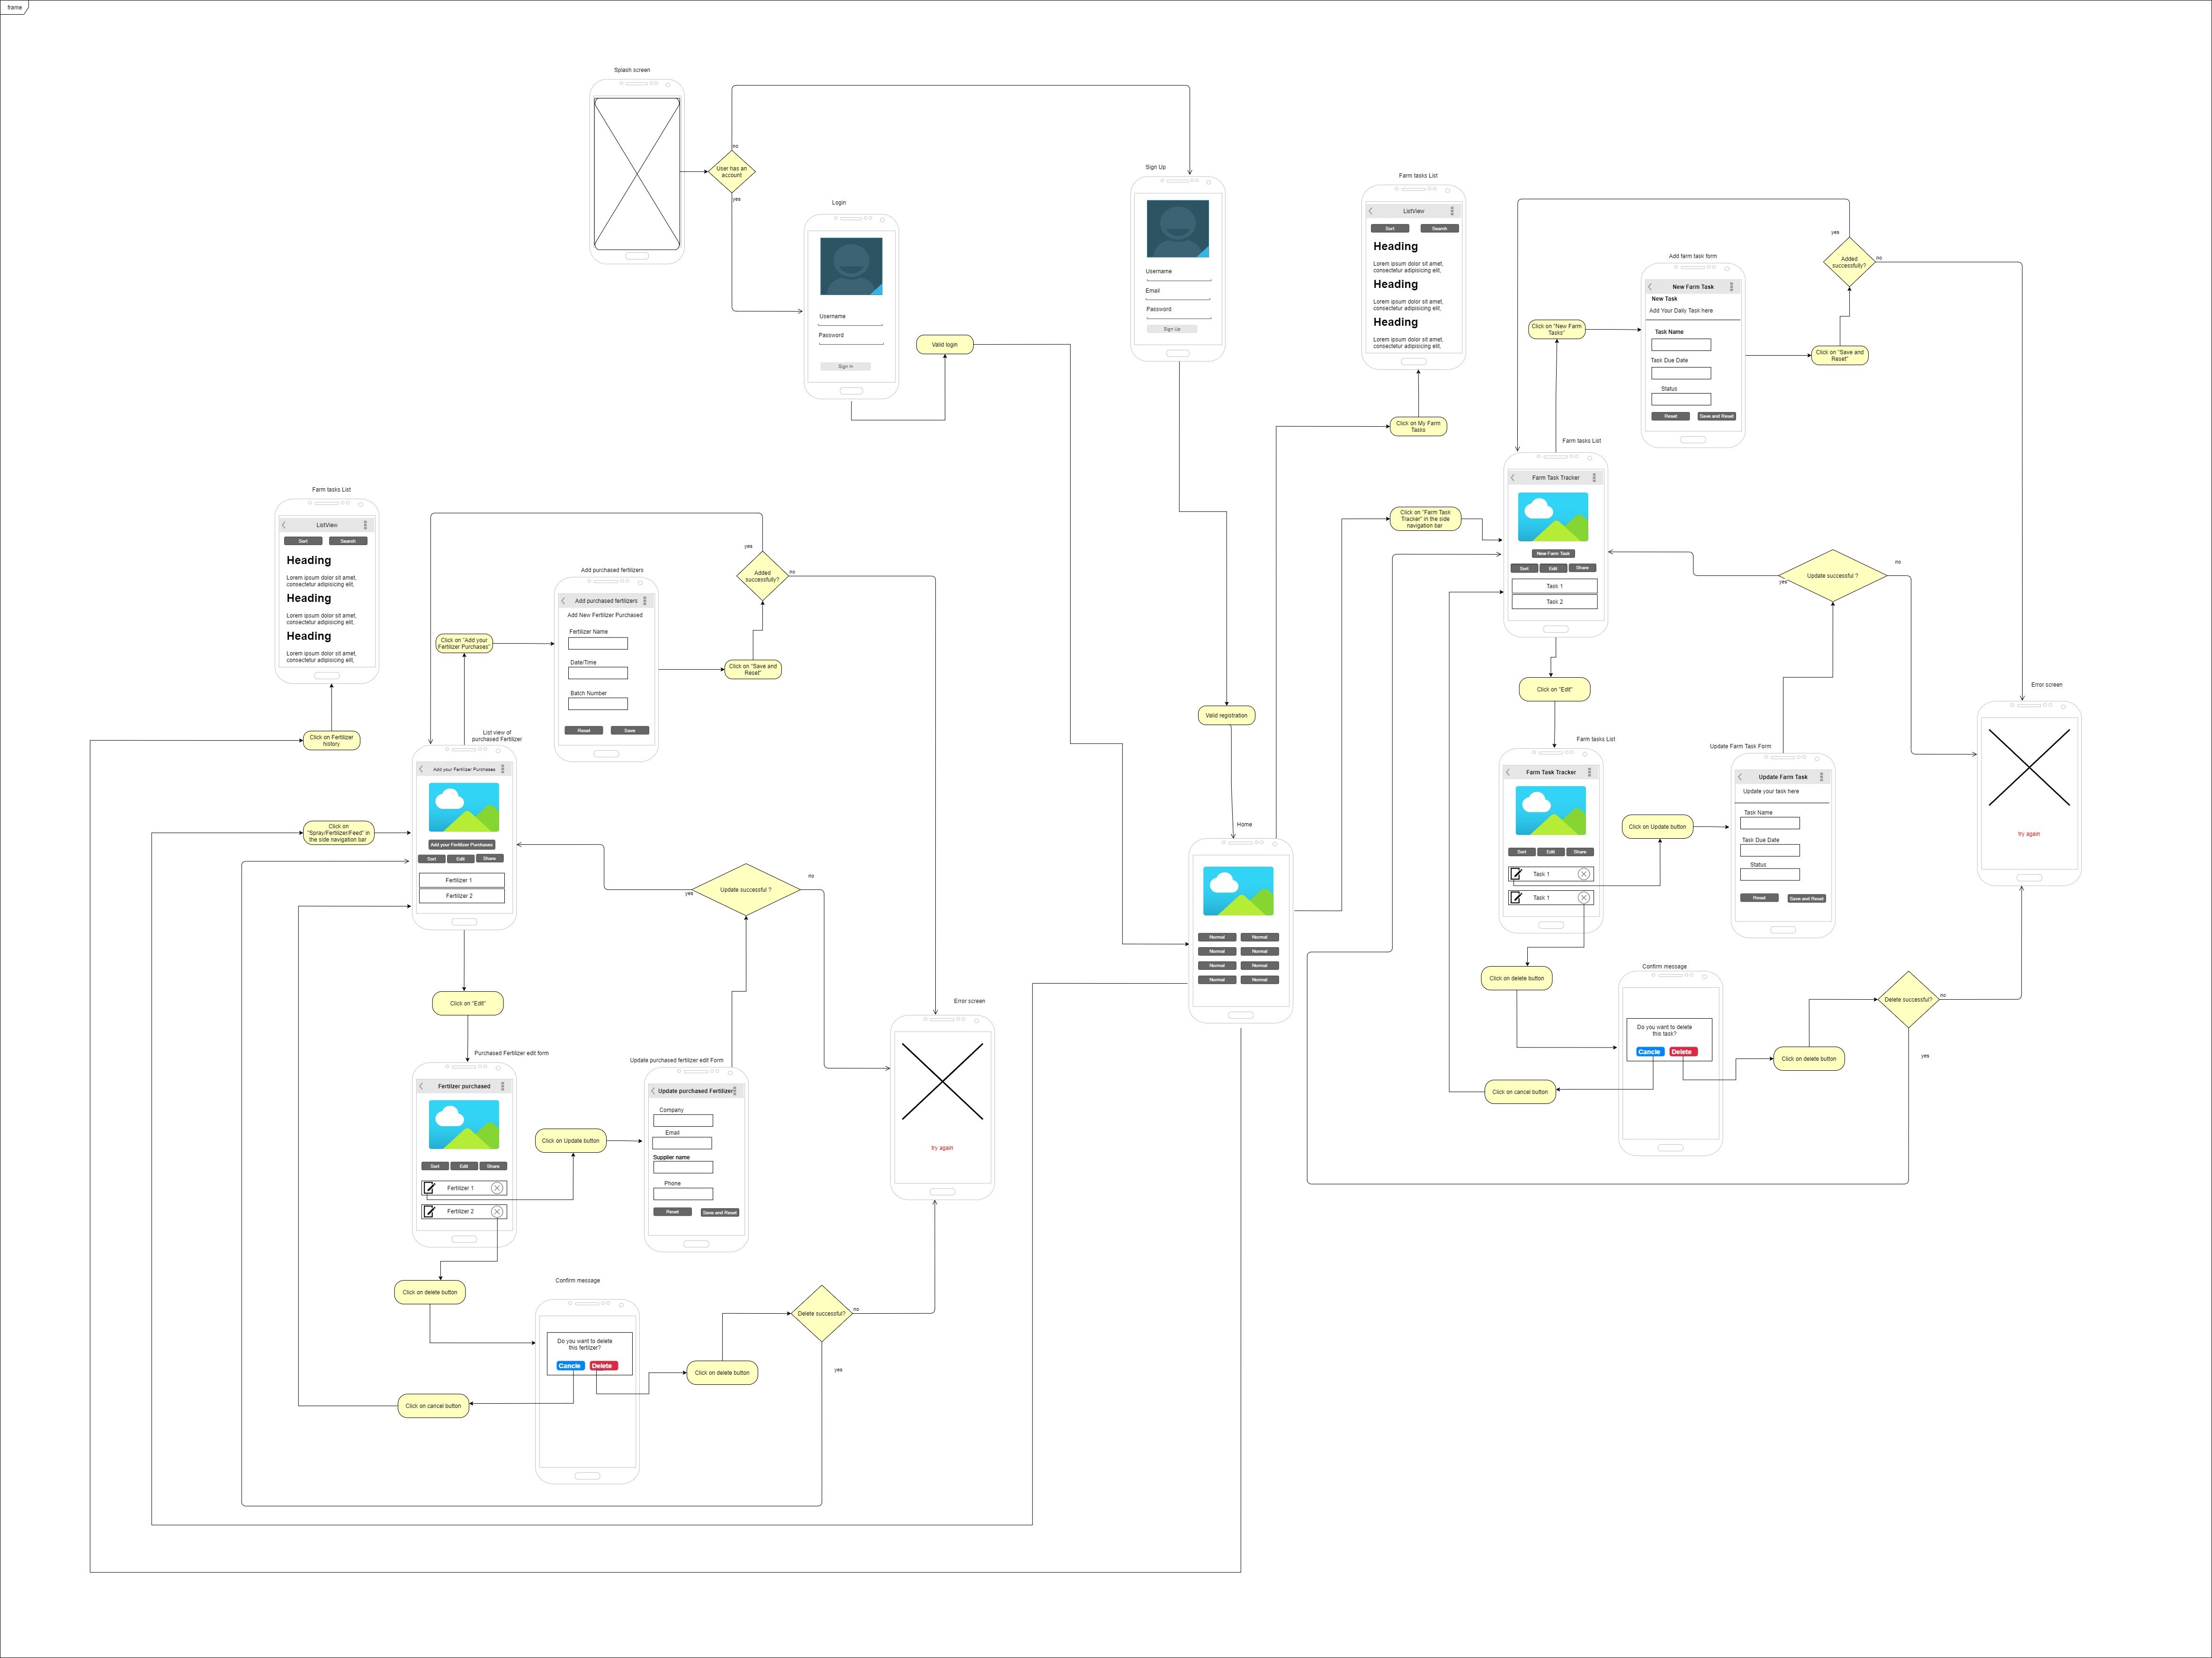 frame
Splash screen
User has an
account
no
yes
Login
Username
Password
Sign In
Valid login
Sign Up
Username
Email
Password
Sign Up
Valid registration
Farm tasks List
ListView
Sort
Search
Heading
Lorem ipsum dolor sit amet,
consectetur adipisicing elit,
Heading
Lorem ipsum dolor sit amet,
consectetur adipisicing elit,
Heading
Lorem ipsum dolor sit amet,
consectetur adipisicing elit,
Click on My Farm
Tasks
Click on "New Farm
Tasks"
Add farm task form
New Farm Task
New Task
Add Your Daily Task here
Task Name
Task Due Date
Status
Reset
Save and Reset
Click on "Save and
Reset"
Added
successfully?
yes
no
Farm tasks List
Farm Task Tracker
New Farm Task
Sort
Edit
Share
Task 1
Task 2
Click on "Farm Task
Tracker" in the side
navigation bar
Update successful ?
yes
no
Click on "Edit"
Farm tasks List
Farm Task Tracker
Sort
Edit
Share
Task 1
Task 1
Click on Update button
Update Farm Task Form
Update Farm Task
Update your task here
Task Name
Task Due Date
Status
Reset
Save and Reset
Error screen
try again
Click on delete button
Confirm message
Do you want to delete
this task?
Cancle
Delete
Click on delete button
Click on cancel button
Delete successful?
no
yes
Home
Normal
Normal
Normal
Normal
Normal
Normal
Normal
Normal
Farm tasks List
ListView
Sort
Search
Heading
Lorem ipsum dolor sit amet,
consectetur adipisicing elit,
Heading
Lorem ipsum dolor sit amet,
consectetur adipisicing elit,
Heading
Lorem ipsum dolor sit amet,
consectetur adipisicing elit,
Click on Fertilizer
history
Click on "Add your
Fertilizer Purchases"
Add purchased fertilizers
Add purchased fertilizers
Add New Fertilizer Purchased
Fertilizer Name
Date/Time
Batch Number
Reset
Save
Click on "Save and
Reset"
Added
successfully?
yes
no
List view of
purchased Fertilizer
Add your Fertilizer Purchases
Add your Fertilizer Purchases
Sort
Edit
Share
Fertilizer 1
Fertilizer 2
Click on
"Spray/Fertilizer/Feed" in
the side navigation bar
Update successful ?
yes
no
Click on "Edit"
Purchased Fertilizer edit form
Fertilzer purchased
Sort
Edit
Share
Fertilizer 1
Fertilizer 2
Click on Update button
Update purchased fertilizer edit Form
Update purchased Fertilizer
Company
Email
Supplier name
Phone
Reset
Save and Reset
Error screen
try again
Click on delete button
Confirm message
Do you want to delete
this fertilzer?
Cancle
Delete
Click on delete button
Click on cancel button
Delete successful?
no
yes